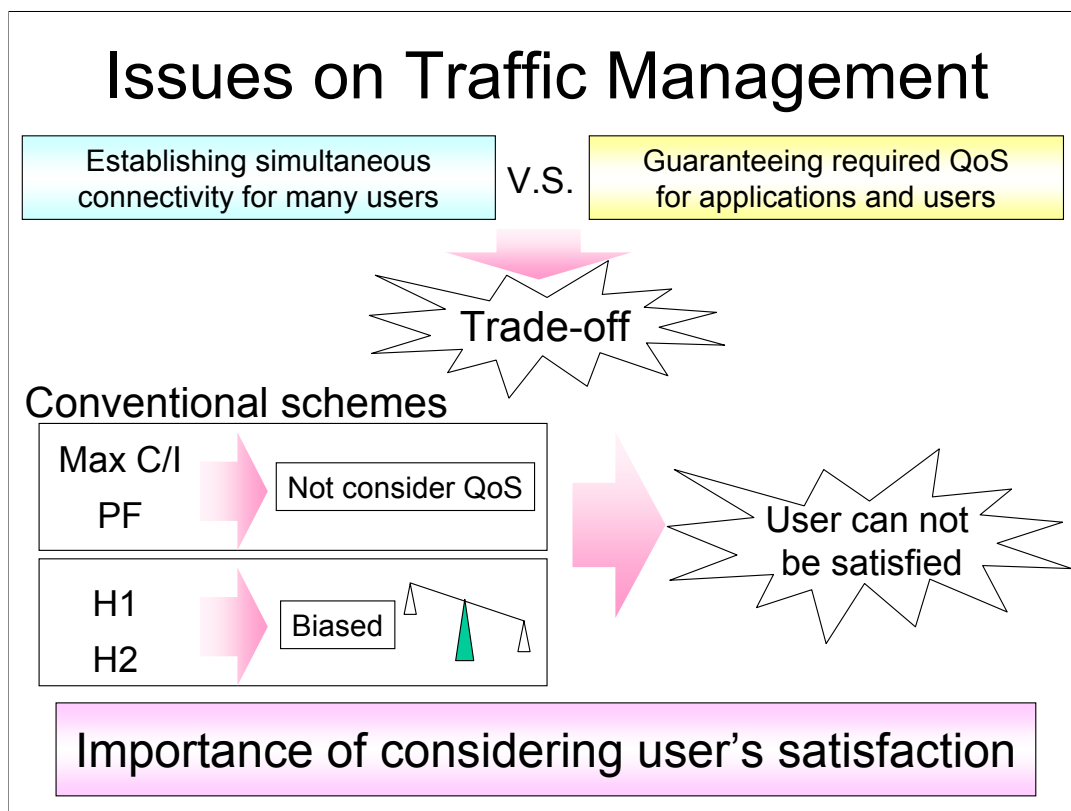 Issues on Traffic Management
Establishing simultaneous
connectivity for many users
V.S.
Guaranteeing required QoS
for applications and users
Trade-off
Conventional schemes
Max C/I
PF
Not consider QoS
H1
H2
Biased
User can not
be satisfied
Importance of considering user’s satisfaction